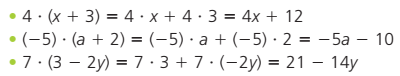 • 4 · (x + 3) = 4 · x + 4 · 3 = 4x + 12
• (−5) · (a + 2) = (−5) · a + (−5) · 2 = −5a − 10
• 7 · (3 − 2y) = 7 · 3 + 7 · (−2y) = 21 − 14y